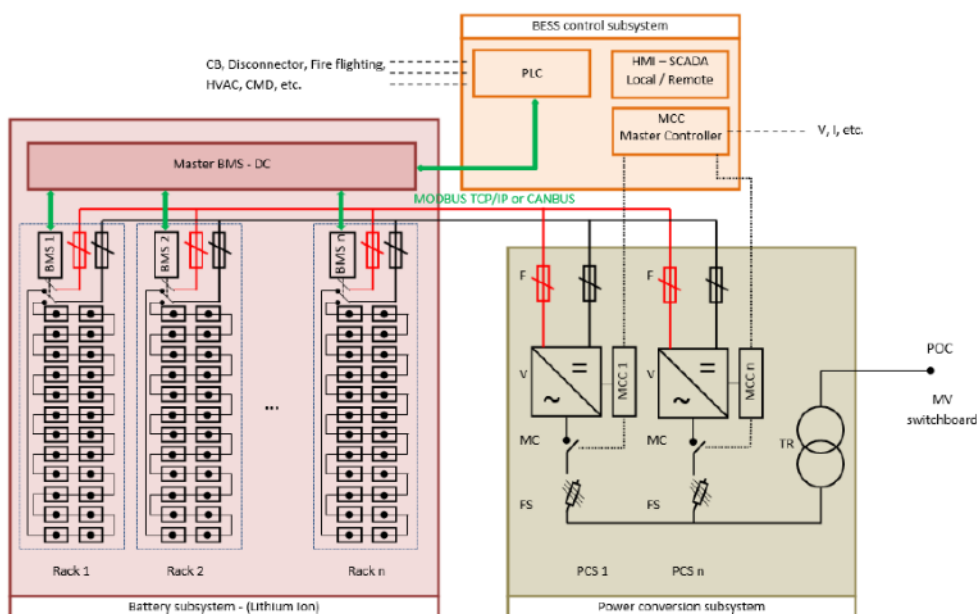 BESS control subsystem
CB, Disconnector, Fire flighting,
HVAC, CMD, etc.
PLC
HMI – SCADA
Local / Remote
MCC
Master Controller
V, I, etc.
Master BMS - DC
MODBUS TCP/IP or CANBUS
BMS 1
BMS 2
BMS n
F
F
V
=
~
MCC 1
V
=
~
MCC n
POC
MV
switchboard
MC
MC
TR
FS
FS
...
Rack 1
Rack 2
Rack n
PCS 1
PCS n
Battery subsystem - (Lithium Ion)
Power conversion subsystem